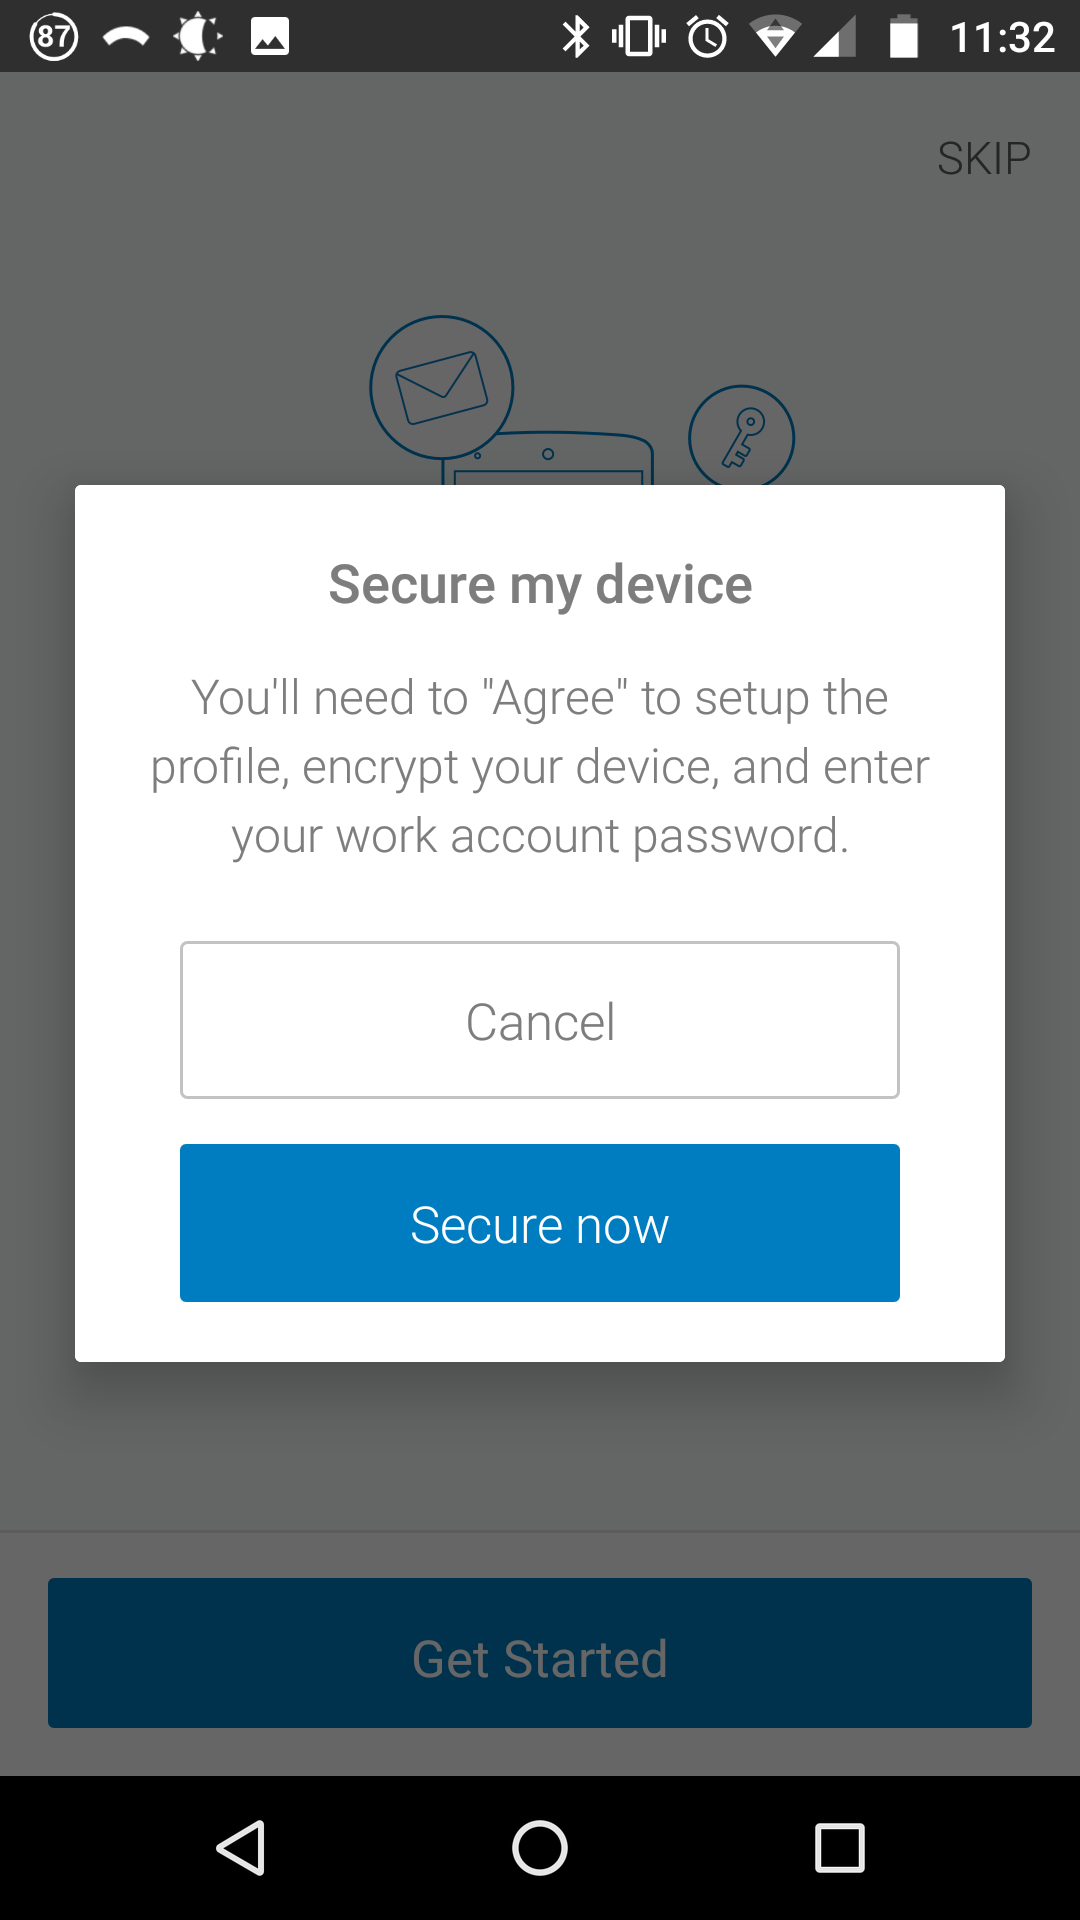 87
11:32
SKIP
Secure my device
You'll need to "Agree" to setup the
profile, encrypt your device, and enter
your work account password.
Cancel
Secure now
Get Started